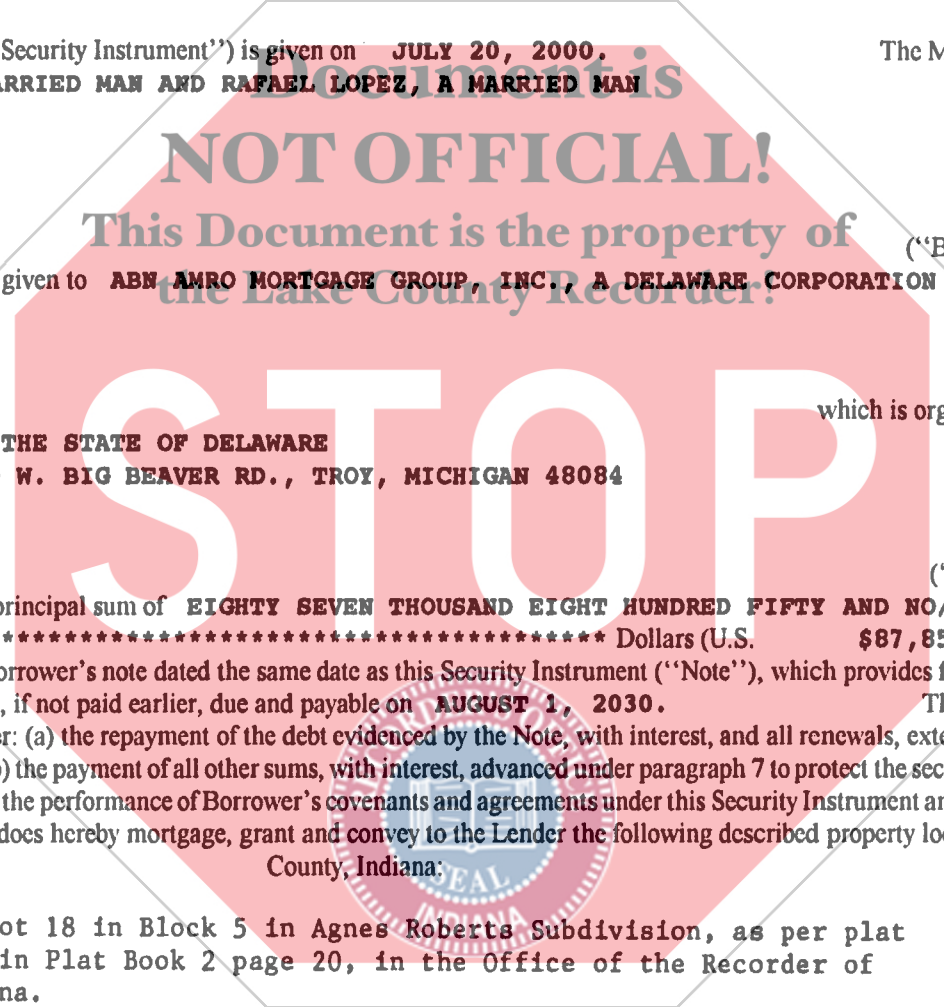 Security Instrument'') is given on JULY 20, 2000. The M
ARRIED MAN AND RAFAEL LOPEZ, A MARRIED MAN
Document is
NOT OFFICIAL!
This Document is the property of
(''B
given to ABN AMRO MORTGAGE GROUP, INC., A DELAWARE CORPORATION
the Lake County Recorder!
STOP
which is org
THE STATE OF DELAWARE
W. BIG BEAVER RD., TROY, MICHIGAN 48084
('
principal sum of EIGHTY SEVEN THOUSAND EIGHT HUNDRED FIFTY AND NO/
*************************************** Dollars (U.S. $87,85
orrower's note dated the same date as this Security Instrument (''Note''), which provides f
, if not paid earlier, due and payable on AUGUST 1, 2030. Th
er: (a) the repayment of the debt evidenced by the Note, with interest, and all renewals, exte
) the payment of all other sums, with interest, advanced under paragraph 7 to protect the sec
the performance of Borrower's covenants and agreements under this Security Instrument an
does hereby mortgage, grant and convey to the Lender the following described property loc
County, Indiana:
SEAL
INDIANA
ot 18 in Block 5 in Agnes Roberts Subdivision, as per plat
in Plat Book 2 page 20, in the Office of the Recorder of
na.